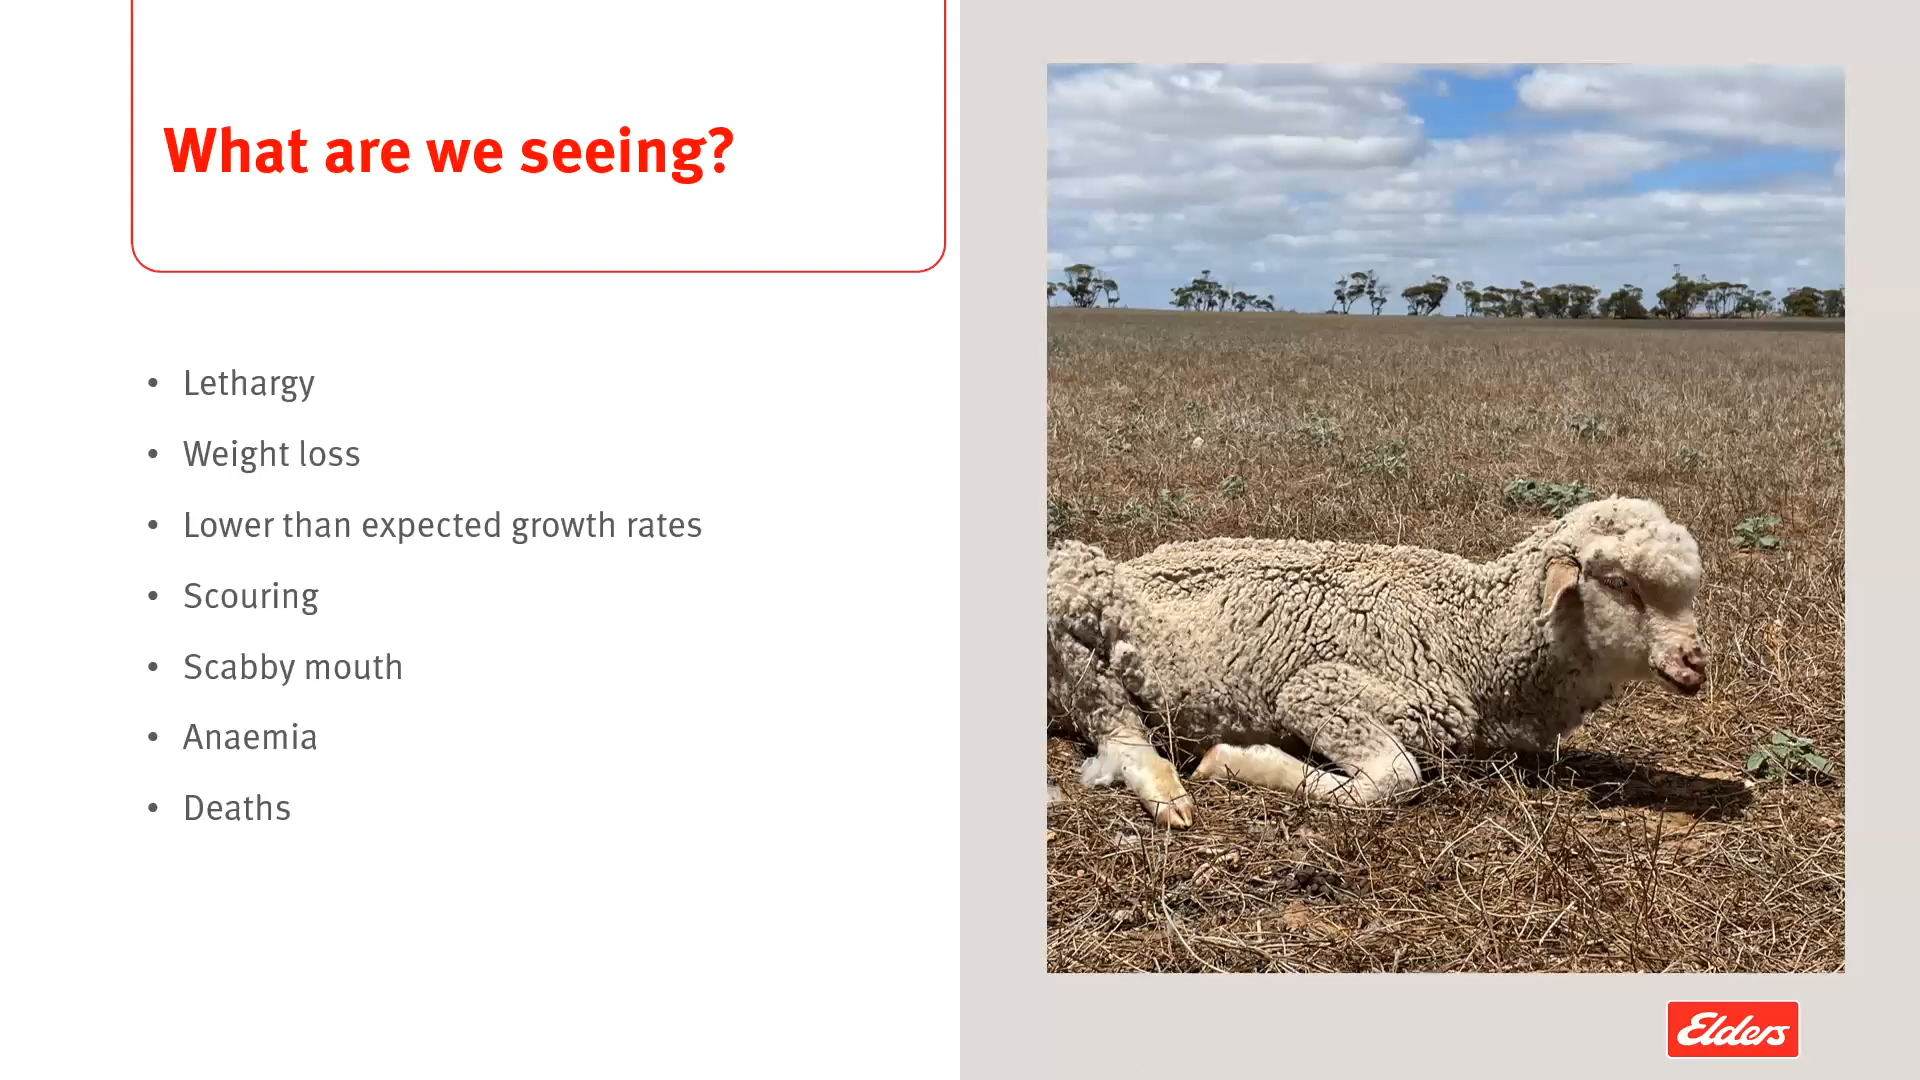 What are we seeing?
• Lethargy
• Weight loss
• Lower than expected growth rates
• Scouring
• Scabby mouth
• Anaemia
• Deaths
Elders